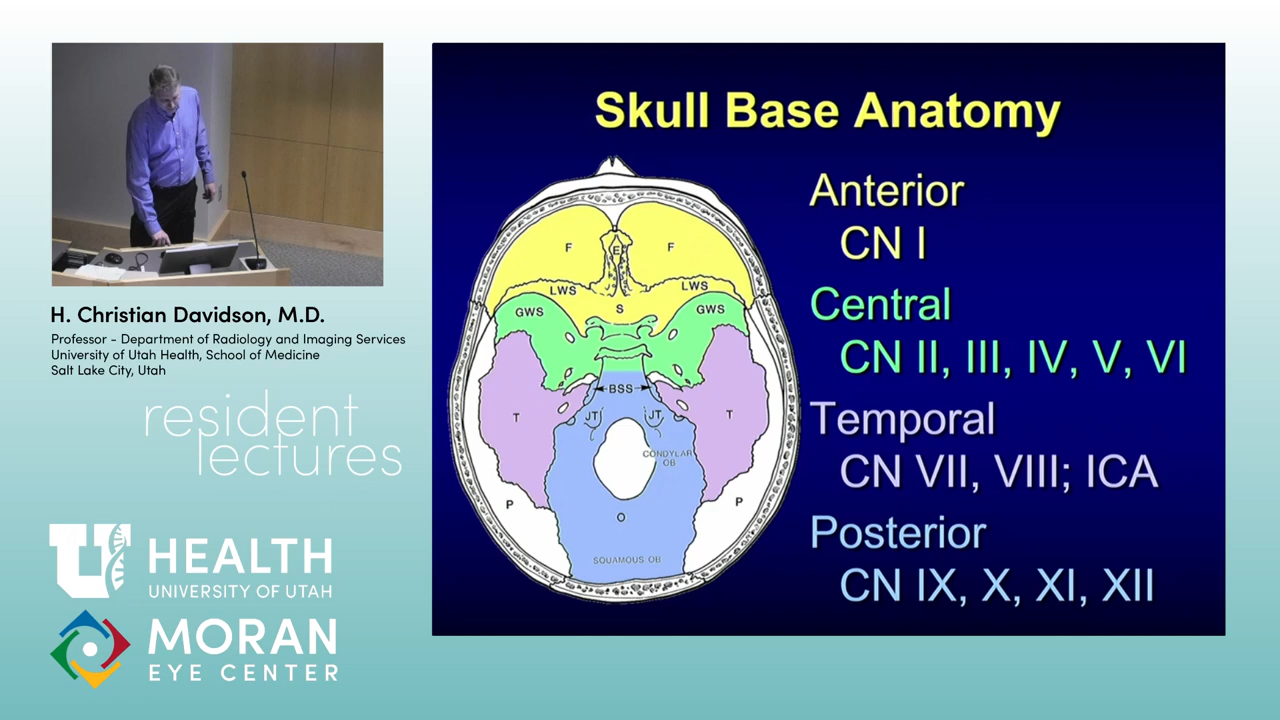 H. Christian Davidson, M.D.
Professor - Department of Radiology and Imaging Services
University of Utah Health, School of Medicine
Salt Lake City, Utah
resident
lectures
U HEALTH
UNIVERSITY OF UTAH
MORAN
EYE CENTER
Skull Base Anatomy
Anterior
CN I
Central
CN II, III, IV, V, VI
Temporal
CN VII, VIII; ICA
Posterior
CN IX, X, XI, XII
F
E
F
LWS
LWS
S
GWS
GWS
BSS
T
JT
JT
T
CONDYLAR
OB
P
P
O
SQUAMOUS OB